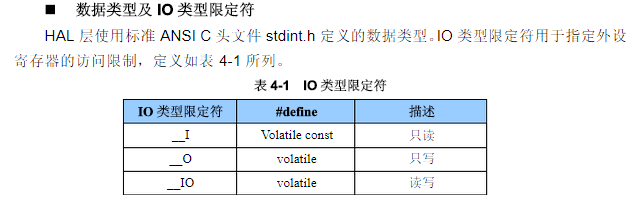 ■ 数据类型及 IO 类型限定符
HAL 层使用标准 ANSI C 头文件 stdint.h 定义的数据类型。IO 类型限定符用于指定外设
寄存器的访问限制，定义如表 4-1 所列。
表 4-1 IO 类型限定符
IO 类型限定符 #define 描述
__I Volatile const 只读
__O volatile 只写
__IO volatile 读写